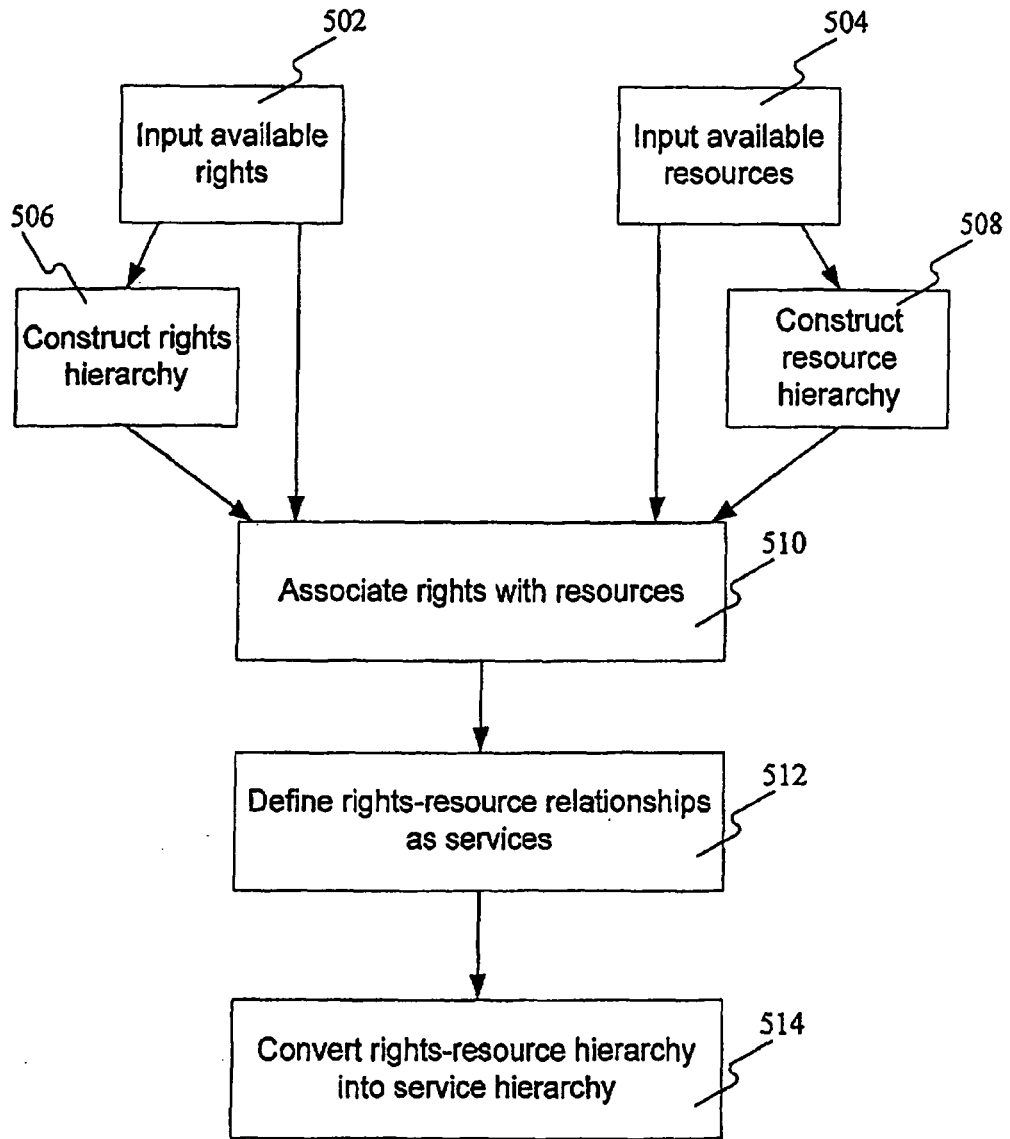 502
504
Input available
rights
Input available
resources
506
508
Construct rights
hierarchy
Construct
resource
hierarchy
510
Associate rights with resources
512
Define rights-resource relationships
as services
514
Convert rights-resource hierarchy
into service hierarchy